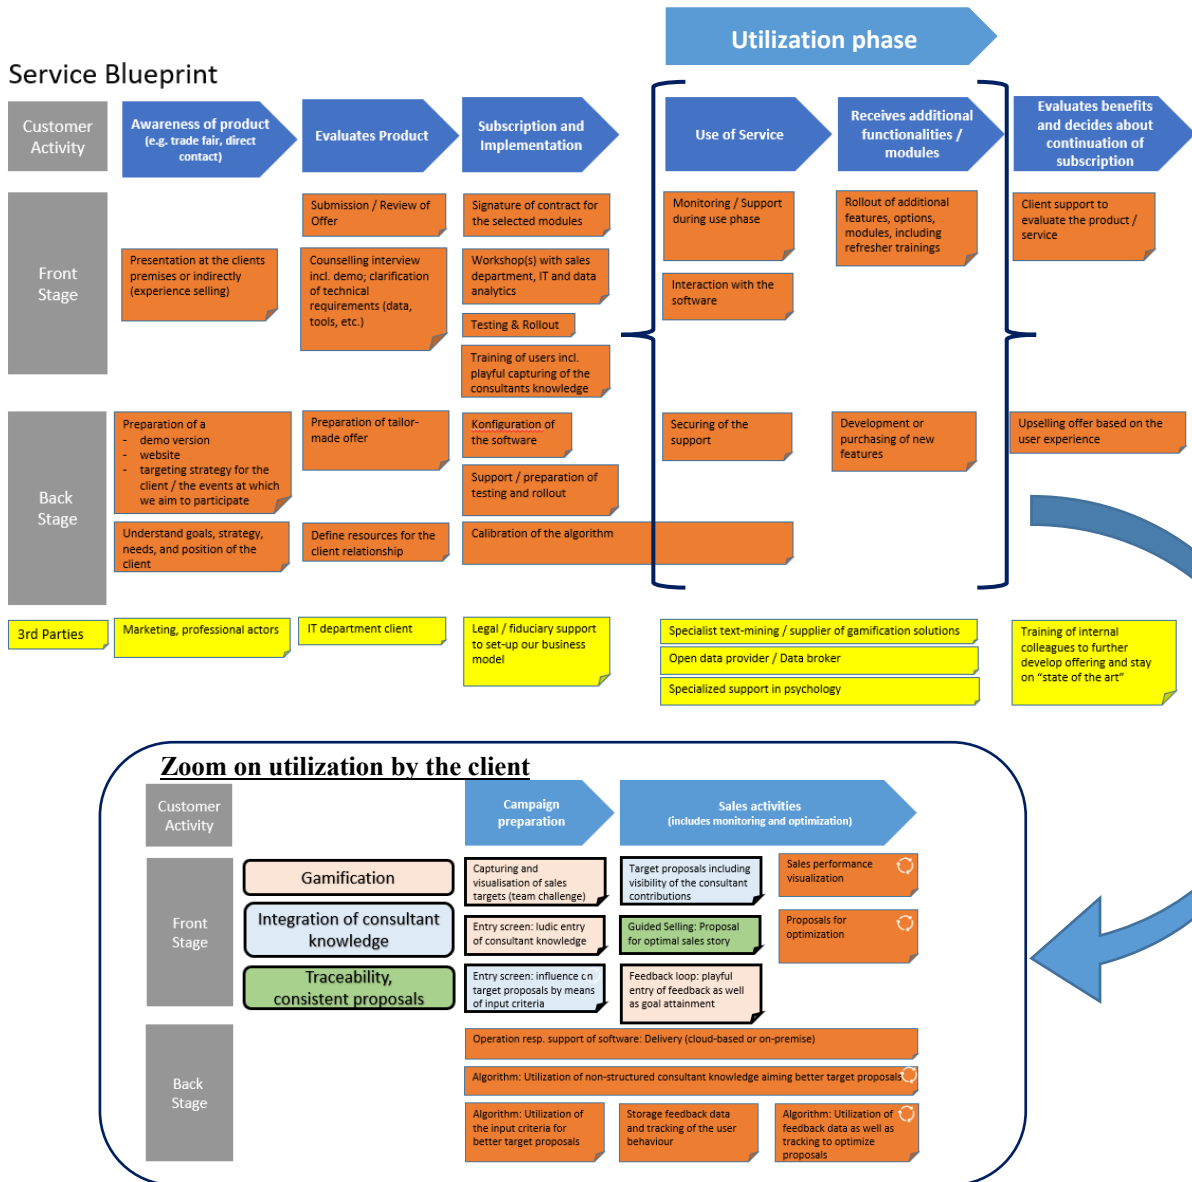 Utilization phase
Service Blueprint
Customer
Activity
Awareness of product
(e.g. trade fair, direct
contact)
Evaluates Product
Subscription and
Implementation
Use of Service
Receives additional
functionalities /
modules
Evaluates benefits
and decides about
continuation of
subscription
Front
Stage
Presentation at the clients
premises or indirectly
(experience selling)
Submission / Review of
Offer
Counselling interview
incl. demo; clarification
of technical
requirements (data,
tools, etc.)
Signature of contract for
the selected modules
Workshop(s) with sales
department, IT and data
analytics
Testing & Rollout
Training of users incl.
playful capturing of the
consultants knowledge
Monitoring / Support
during use phase
Interaction with the
software
Rollout of additional
features, options,
modules, including
refresher trainings
Client support to
evaluate the product /
service
Back
Stage
Preparation of a
- demo version
- website
- targeting strategy for the
client / the events at which
we aim to participate
Understand goals, strategy,
needs, and position of the
client
Preparation of tailor-
made offer
Define resources for the
client relationship
Konfiguration of
the software
Support / preparation of
testing and rollout
Calibration of the algorithm
Securing of the
support
Development or
purchasing of new
features
Upselling offer based on the
user experience
3rd Parties
Marketing, professional actors
IT department client
Legal / fiduciary support
to set-up our business
model
Specialist text-mining / supplier of gamification solutions
Open data provider / Data broker
Specialized support in psychology
Training of internal
colleagues to further
develop offering and stay
on “state of the art”
Zoom on utilization by the client
Customer
Activity
Campaign
preparation
Sales activities
(includes monitoring and optimization)
Front
Stage
Gamification
Integration of consultant
knowledge
Traceability,
consistent proposals
Capturing and
visualisation of sales
targets (team challenge)
Entry screen: ludic entry
of consultant knowledge
Entry screen: influence on
target proposals by means
of input criteria
Target proposals including
visibility of the consultant
contributions
Guided Selling: Proposal
for optimal sales story
Feedback loop: playful
entry of feedback as well
as goal attainment
Sales performance
visualization
Proposals for
optimization
Back
Stage
Operation resp. support of software: Delivery (cloud-based or on-premise)
Algorithm: Utilization of non-structured consultant knowledge aiming better target proposals
Algorithm: Utilization of
the input criteria for
better target proposals
Storage feedback data
and tracking of the user
behaviour
Algorithm: Utilization of
feedback data as well as
tracking to optimize
proposals